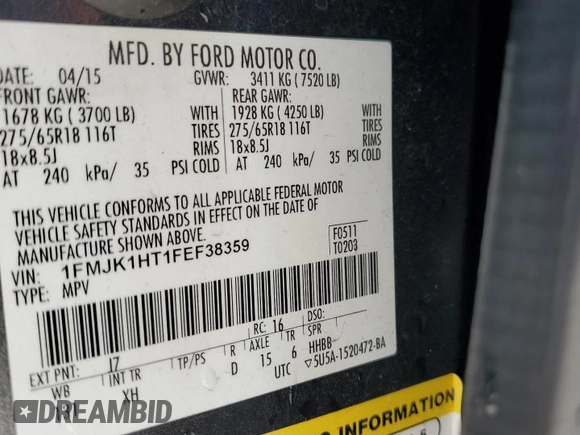 MFD. BY FORD MOTOR CO.
DATE: 04/15 GVWR: 3411 KG ( 7520 LB)
FRONT GAWR: REAR GAWR:
1678 KG ( 3700 LB) WITH 1928 KG ( 4250 LB) WITH
275/65R18 116T TIRES 275/65R18 116T TIRES
18x8.5J RIMS 18x8.5J RIMS
AT 240 kPa/ 35 PSI COLD AT 240 kPa/ 35 PSI COLD
THIS VEHICLE CONFORMS TO ALL APPLICABLE FEDERAL MOTOR
VEHICLE SAFETY STANDARDS IN EFFECT ON THE DATE OF
MANUFACTURE SHOWN ABOVE.
F0511
T0203
VIN: 1FMJK1HT1FEF38359
TYPE: MPV
EXT PNT: J7 RC: 16 DSO:
WB INT TR TP/PS R AXLE TR SPR
XH D 15 6 HHBB
UTC ▽5U5A-1520472-BA
INFORMATION
DREAMBID